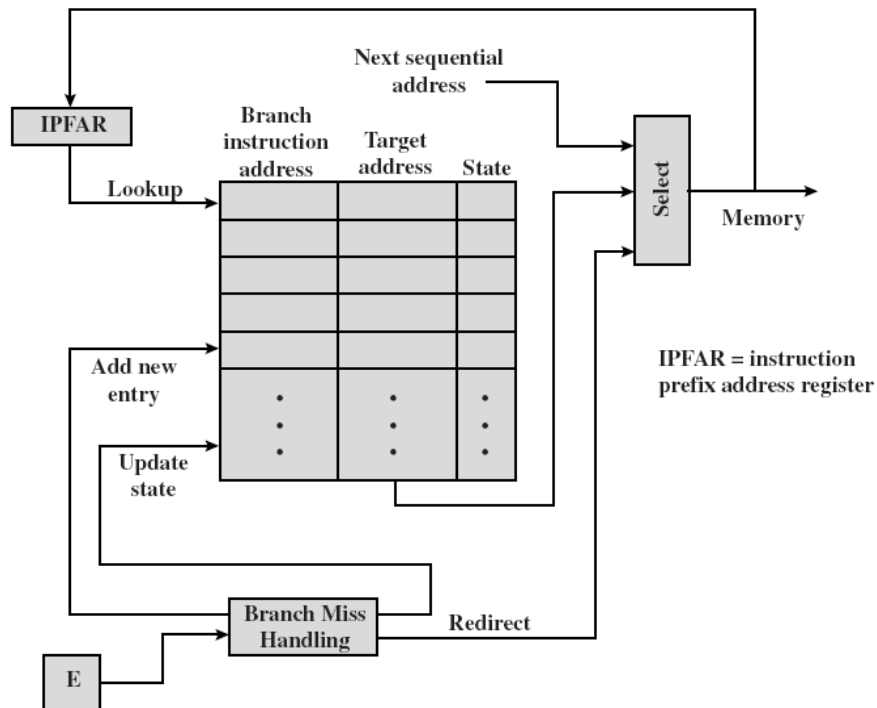 Next sequential
address
IPFAR
Branch
instruction
address
Target
address
State
Lookup
Select
Memory
Add new
entry
IPFAR = instruction
prefix address register
Update
state
Branch Miss
Handling
Redirect
E